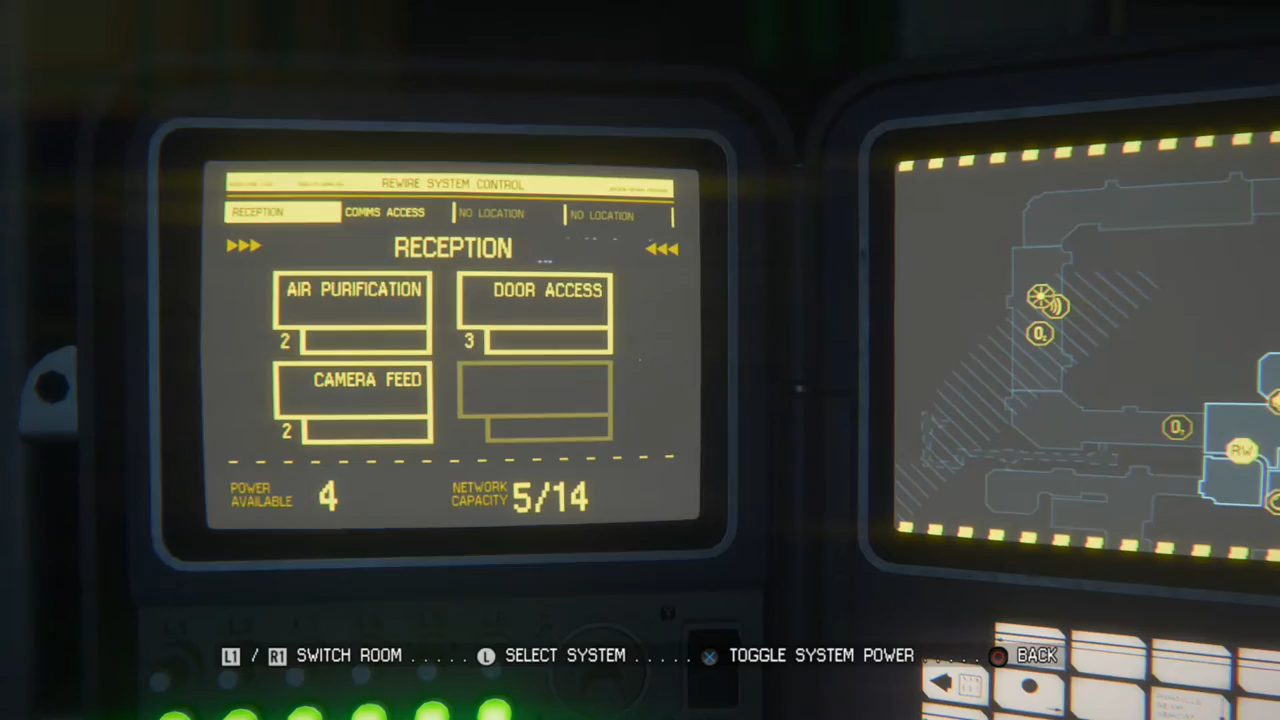 REWIRE SYSTEM CONTROL
RECEPTION COMMS ACCESS NO LOCATION NO LOCATION
RECEPTION
AIR PURIFICATION DOOR ACCESS
2 3
CAMERA FEED
2
POWER AVAILABLE 4 NETWORK CAPACITY 5/14
O₂
O₂
RW
L1 / R1 SWITCH ROOM ..... L SELECT SYSTEM ..... TOGGLE SYSTEM POWER ..... BACK